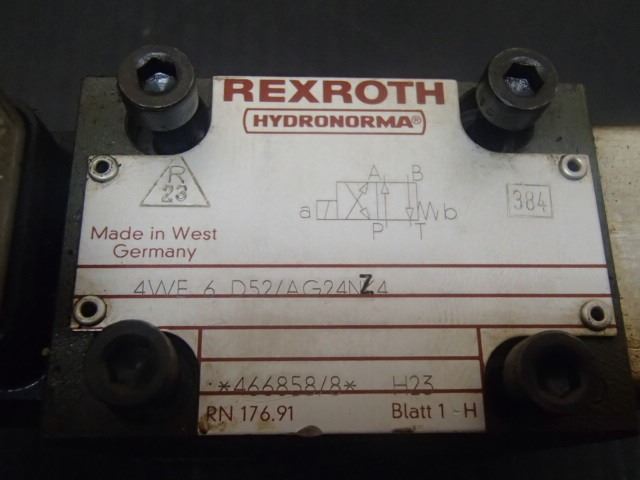 REXROTH
HYDRONORMA®
R
23
A B
a b
P T
384
Made in West
Germany
4WE 6 D52/AG24NZ4
*466858/8* H23
RN 176.91 Blatt 1-H